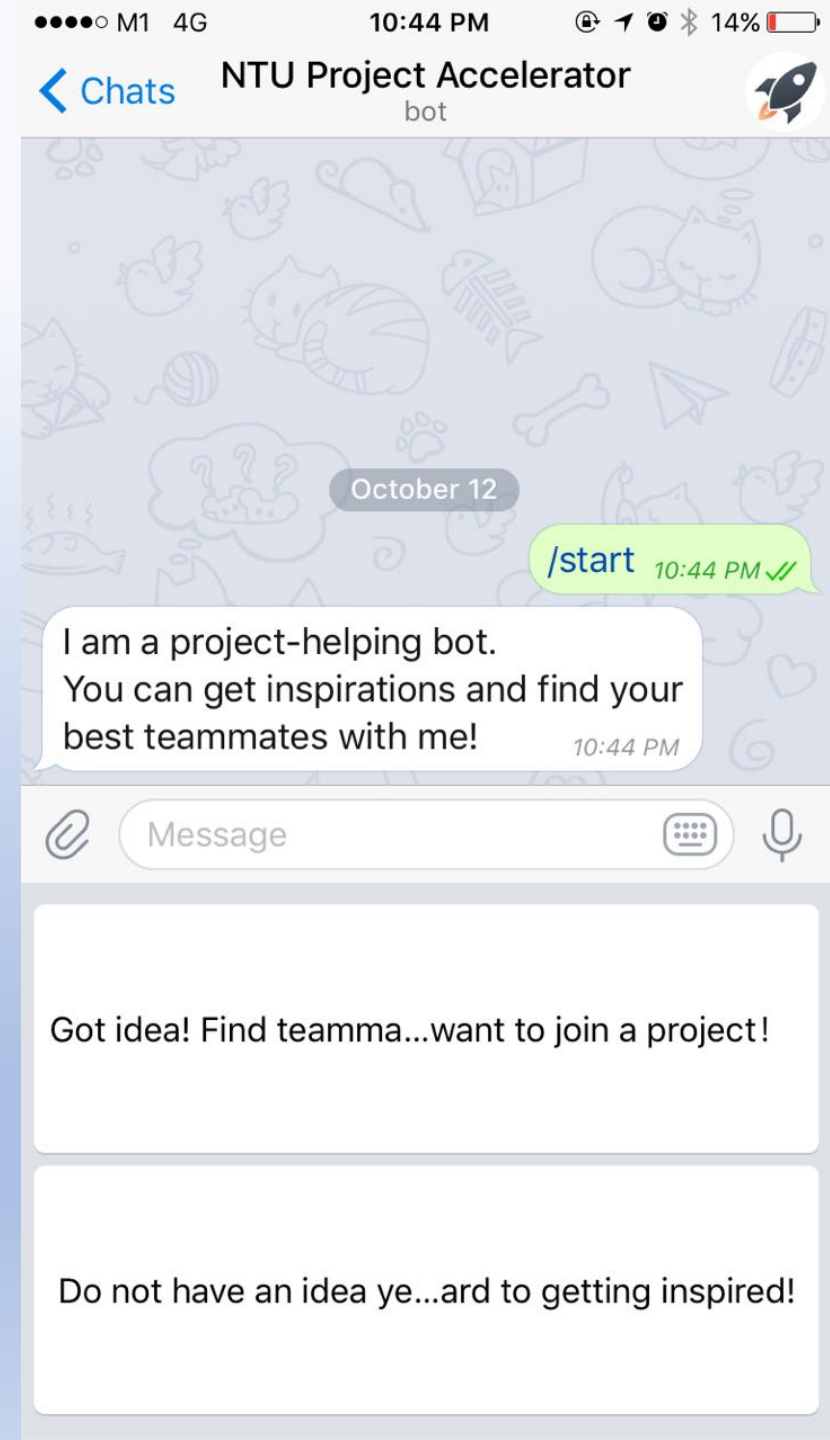 M1 4G 10:44 PM 14%
Chats NTU Project Accelerator
bot
???
October 12
/start 10:44 PM
I am a project-helping bot.
You can get inspirations and find your
best teammates with me! 10:44 PM
Message
Got idea! Find teamma...want to join a project!
Do not have an idea ye...ard to getting inspired!